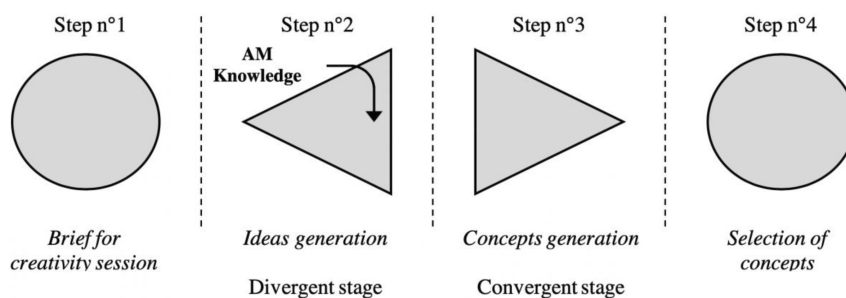 Step n°1
Step n°2
Step n°3
Step n°4
AM
Knowledge
Brief for
creativity session
Ideas generation
Concepts generation
Selection of
concepts
Divergent stage
Convergent stage